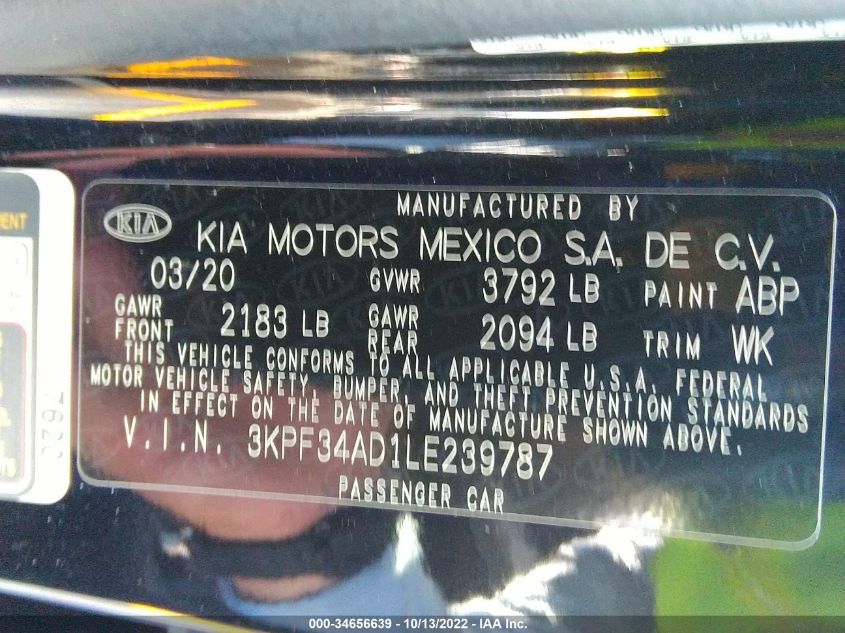 MANUFACTURED BY
KIA KIA MOTORS MEXICO S.A. DE C.V.
03/20 GVWR 3792 LB PAINT ABP
GAWR FRONT 2183 LB GAWR REAR 2094 LB TRIM WK
THIS VEHICLE CONFORMS TO ALL APPLICABLE U.S.A. FEDERAL
MOTOR VEHICLE SAFETY, BUMPER, AND THEFT PREVENTION STANDARDS
IN EFFECT ON THE DATE OF MANUFACTURE SHOWN ABOVE.
V.I.N. 3KPF34AD1LE239787
PASSENGER CAR
000-34656639 - 10/13/2022 - IAA Inc.